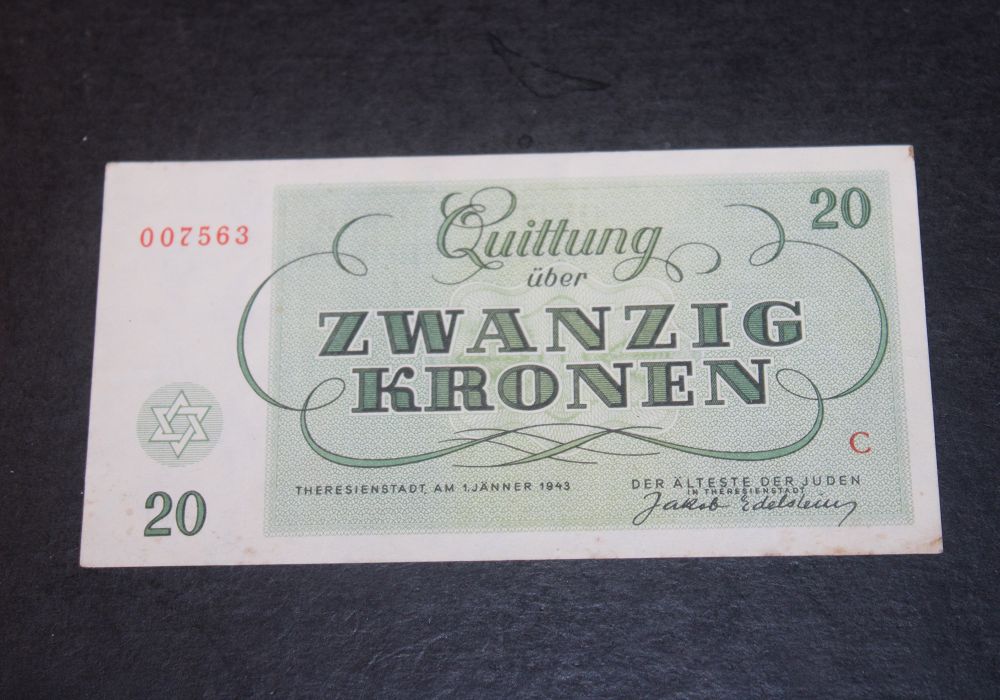 007563
20
Quittung
über
ZWANZIG
KRONEN
C
THERESIENSTADT, AM 1. JÄNNER 1943
DER ÄLTESTE DER JUDEN
IN THERESIENSTADT
Jakob Edelstein
20